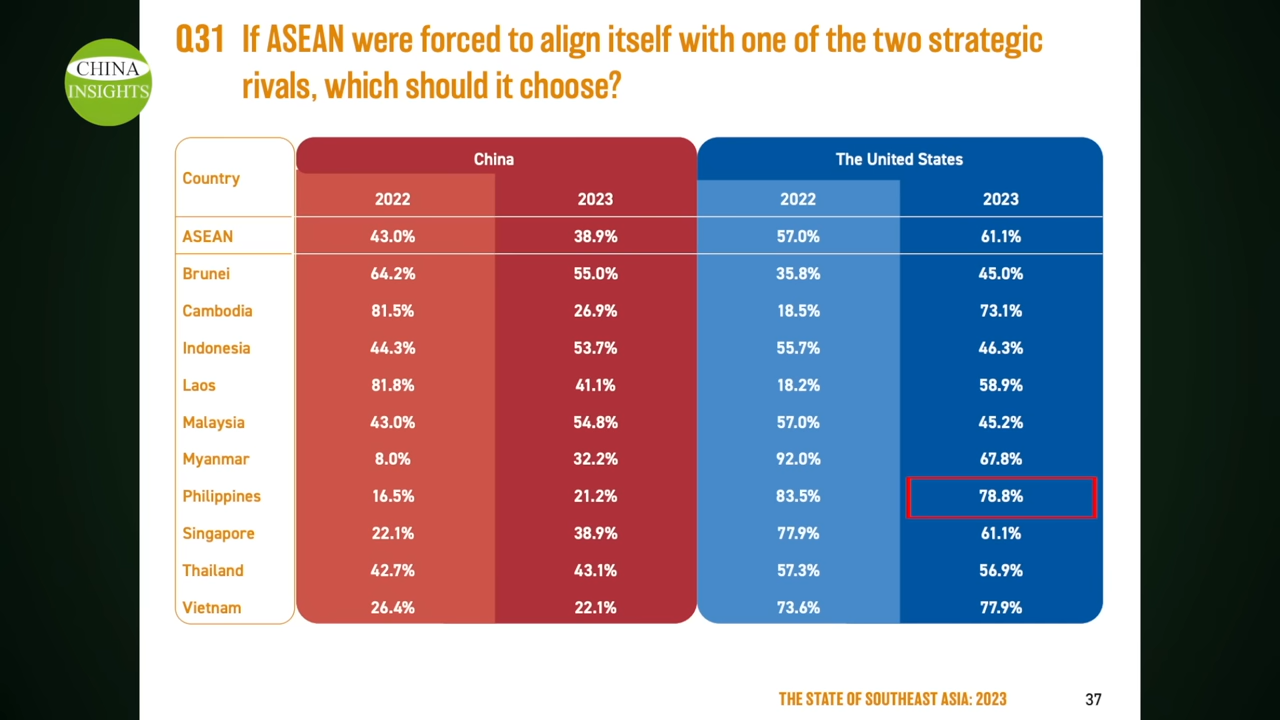 CHINA
INSIGHTS
Q31 If ASEAN were forced to align itself with one of the two strategic
rivals, which should it choose?
Country China The United States
2022 2023 2022 2023
ASEAN 43.0% 38.9% 57.0% 61.1%
Brunei 64.2% 55.0% 35.8% 45.0%
Cambodia 81.5% 26.9% 18.5% 73.1%
Indonesia 44.3% 53.7% 55.7% 46.3%
Laos 81.8% 41.1% 18.2% 58.9%
Malaysia 43.0% 54.8% 57.0% 45.2%
Myanmar 8.0% 32.2% 92.0% 67.8%
Philippines 16.5% 21.2% 83.5% 78.8%
Singapore 22.1% 38.9% 77.9% 61.1%
Thailand 42.7% 43.1% 57.3% 56.9%
Vietnam 26.4% 22.1% 73.6% 77.9%
THE STATE OF SOUTHEAST ASIA: 2023 37